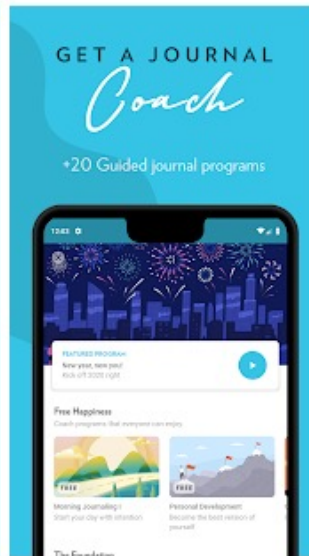 GET A JOURNAL
Coach
+20 Guided journal programs
FEATURED PROGRAM
New year, new you!
Kick off 2020 right
Free Happiness
Coach programs that everyone can enjoy
FREE
FREE
Morning Journaling I
Start your day with intention
Personal Development
Become the best version of
yourself
The Foundation